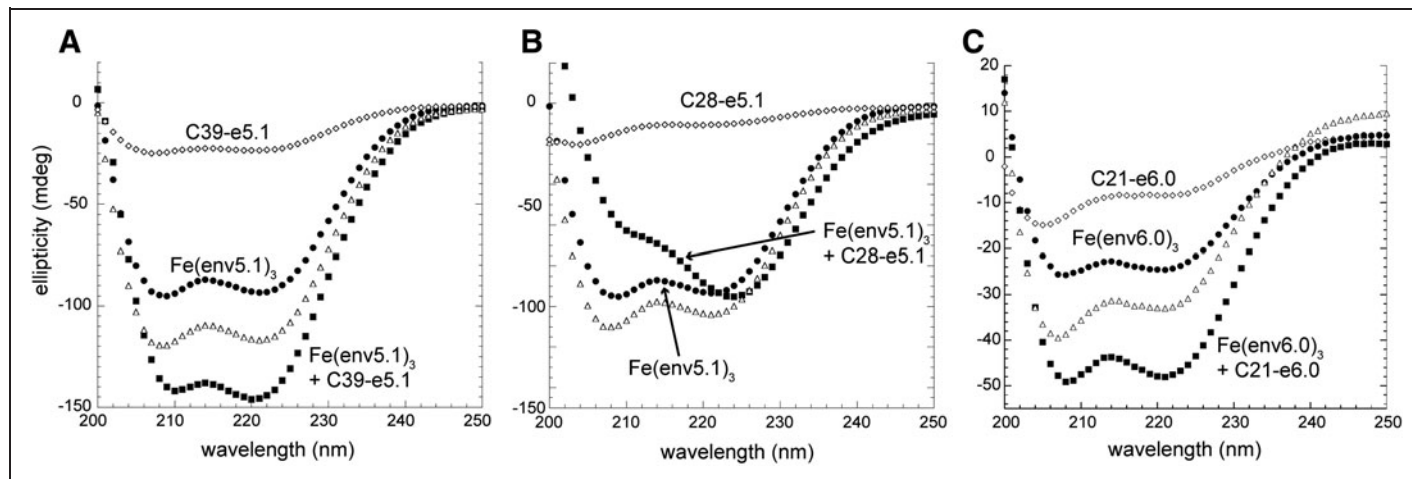 A
B
C
0
-50
-100
-150
ellipticity (mdeg)
C39-e5.1
Fe(env5.1)3
Fe(env5.1)3
+ C39-e5.1
200 210 220 230 240 250
wavelength (nm)
0
-50
-100
-150
C28-e5.1
Fe(env5.1)3
+ C28-e5.1
Fe(env5.1)3
200 210 220 230 240 250
wavelength (nm)
20
10
0
-10
-20
-30
-40
-50
C21-e6.0
Fe(env6.0)3
Fe(env6.0)3
+ C21-e6.0
200 210 220 230 240 250
wavelength (nm)